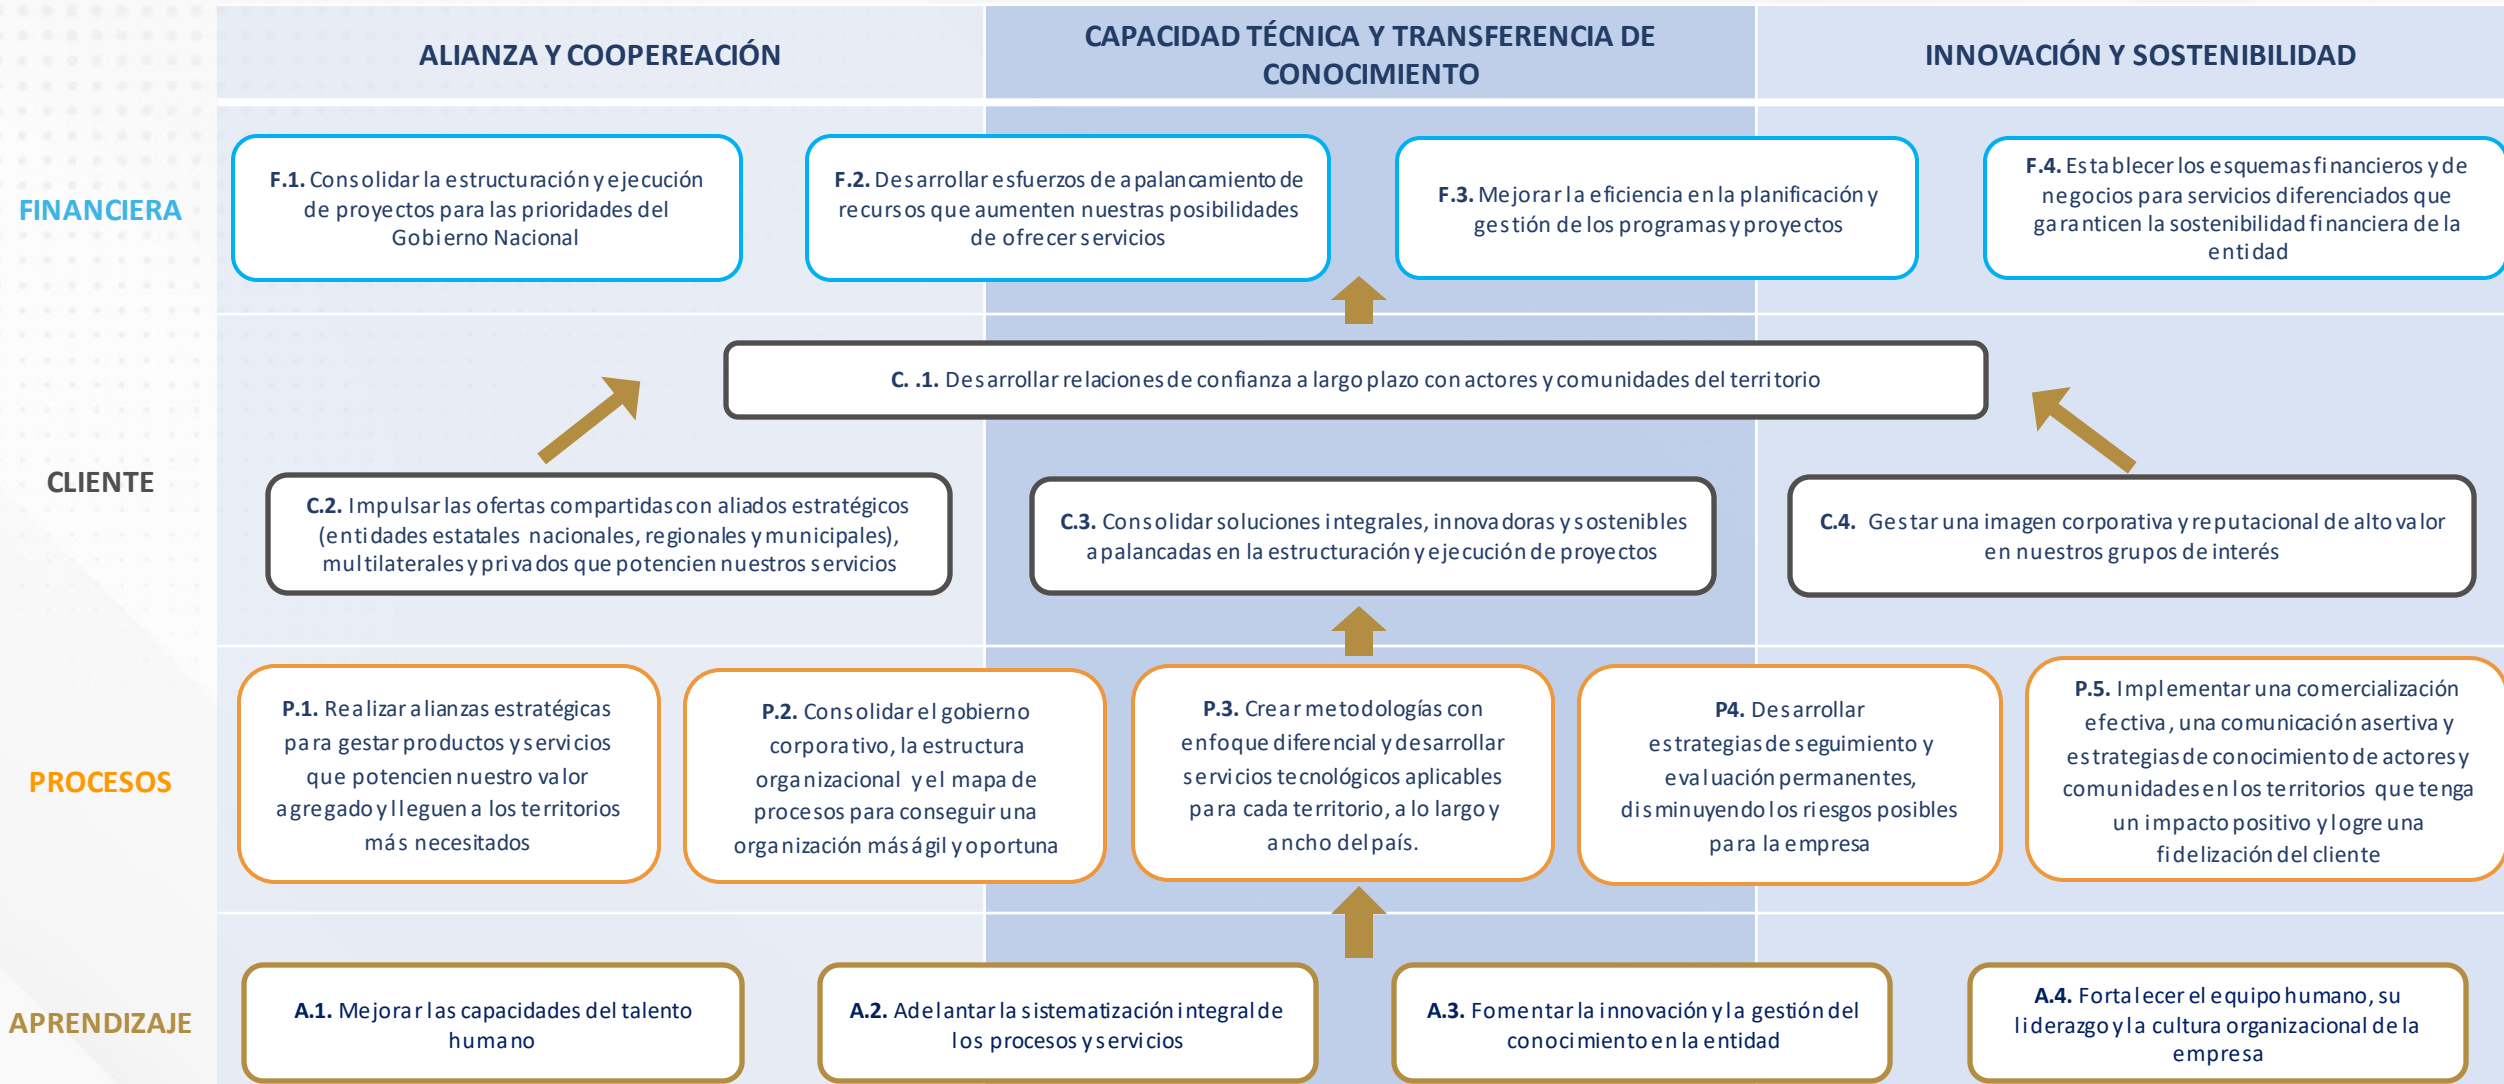 ALIANZA Y COOPEREACIÓN
CAPACIDAD TÉCNICA Y TRANSFERENCIA DE
CONOCIMIENTO
INNOVACIÓN Y SOSTENIBILIDAD
FINANCIERA
F.1. Consolidar la estructuración y ejecución
de proyectos para las prioridades del
Gobierno Nacional
F.2. Desarrollar esfuerzos de apalancamiento de
recursos que aumenten nuestras posibilidades
de ofrecer servicios
F.3. Mejorar la eficiencia en la planificación y
gestión de los programas y proyectos
F.4. Establecer los esquemas financieros y de
negocios para servicios diferenciados que
garanticen la sostenibilidad financiera de la
entidad
CLIENTE
C. .1. Desarrollar relaciones de confianza a largo plazo con actores y comunidades del territorio
C.2. Impulsar las ofertas compartidas con aliados estratégicos
(entidades estatales nacionales, regionales y municipales),
multilaterales y privados que potencien nuestros servicios
C.3. Consolidar soluciones integrales, innovadoras y sostenibles
apalancadas en la estructuración y ejecución de proyectos
C.4. Gestar una imagen corporativa y reputacional de alto valor
en nuestros grupos de interés
PROCESOS
P.1. Realizar alianzas estratégicas
para gestar productos y servicios
que potencien nuestro valor
agregado y lleguen a los territorios
más necesitados
P.2. Consolidar el gobierno
corporativo, la estructura
organizacional y el mapa de
procesos para conseguir una
organización más ágil y oportuna
P.3. Crear metodologías con
enfoque diferencial y desarrollar
servicios tecnológicos aplicables
para cada territorio, a lo largo y
ancho del país.
P4. Desarrollar
estrategias de seguimiento y
evaluación permanentes,
disminuyendo los riesgos posibles
para la empresa
P.5. Implementar una comercialización
efectiva, una comunicación asertiva y
estrategias de conocimiento de actores y
comunidades en los territorios que tenga
un impacto positivo y logre una
fidelización del cliente
APRENDIZAJE
A.1. Mejorar las capacidades del talento
humano
A.2. Adelantar la sistematización integral de
los procesos y servicios
A.3. Fomentar la innovación y la gestión del
conocimiento en la entidad
A.4. Fortalecer el equipo humano, su
liderazgo y la cultura organizacional de la
empresa